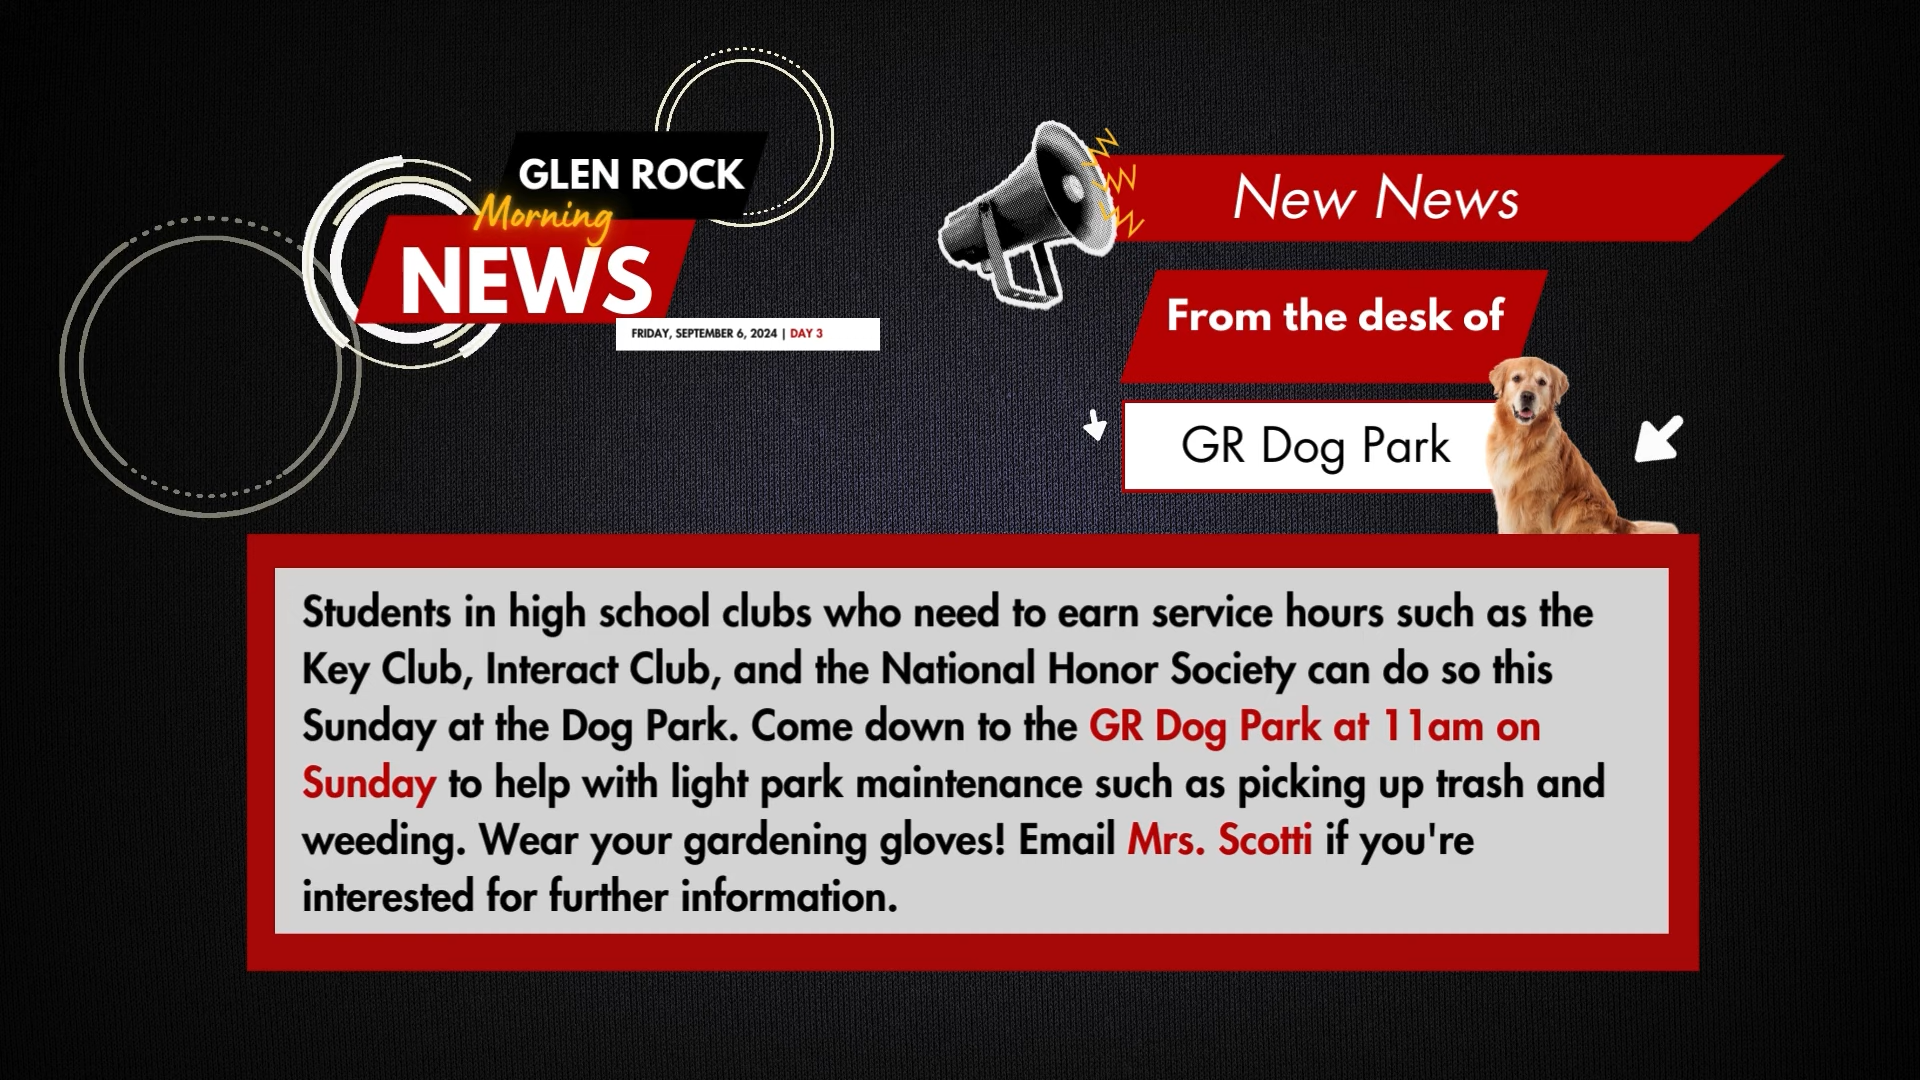 GLEN ROCK
Morning
NEWS
FRIDAY, SEPTEMBER 6, 2024 | DAY 3
New News
From the desk of
GR Dog Park
Students in high school clubs who need to earn service hours such as the
Key Club, Interact Club, and the National Honor Society can do so this
Sunday at the Dog Park. Come down to the GR Dog Park at 11am on
Sunday to help with light park maintenance such as picking up trash and
weeding. Wear your gardening gloves! Email Mrs. Scotti if you're
interested for further information.